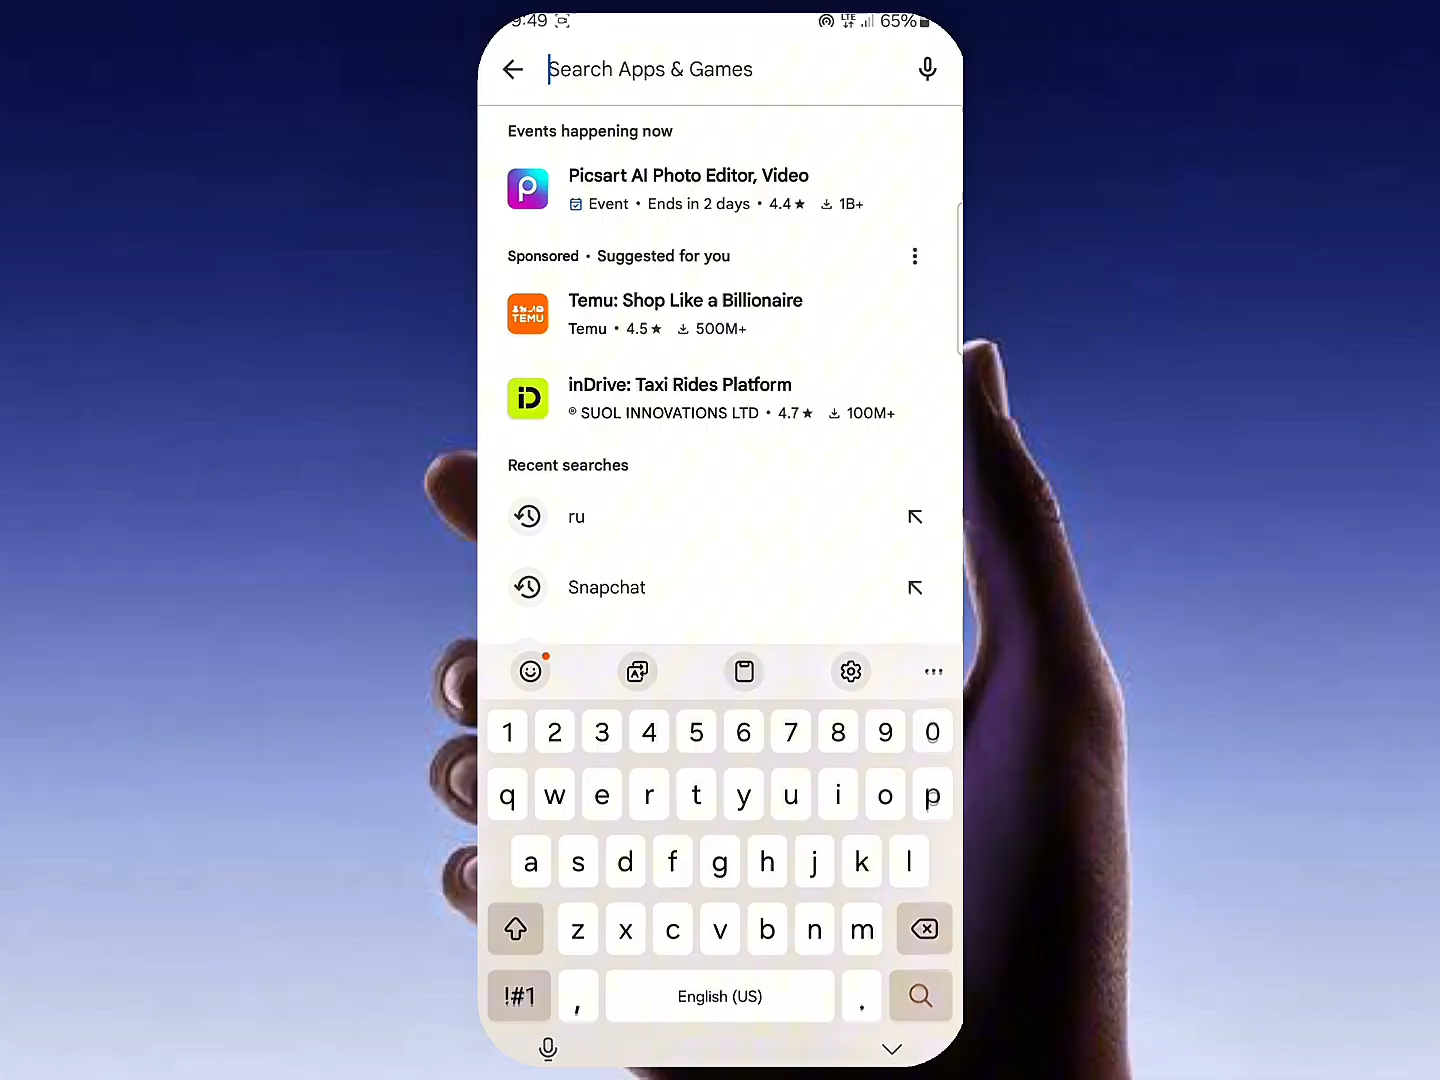 9:49 LTE 65%
Search Apps & Games
Events happening now
Picsart AI Photo Editor, Video
Event • Ends in 2 days • 4.4★ 1B+
Sponsored • Suggested for you
TEMU
Temu: Shop Like a Billionaire
Temu • 4.5★ 500M+
iD
inDrive: Taxi Rides Platform
® SUOL INNOVATIONS LTD • 4.7★ 100M+
Recent searches
ru
Snapchat
1 2 3 4 5 6 7 8 9 0
q w e r t y u i o p
a s d f g h j k l
z x c v b n m
!#1 , English (US) .